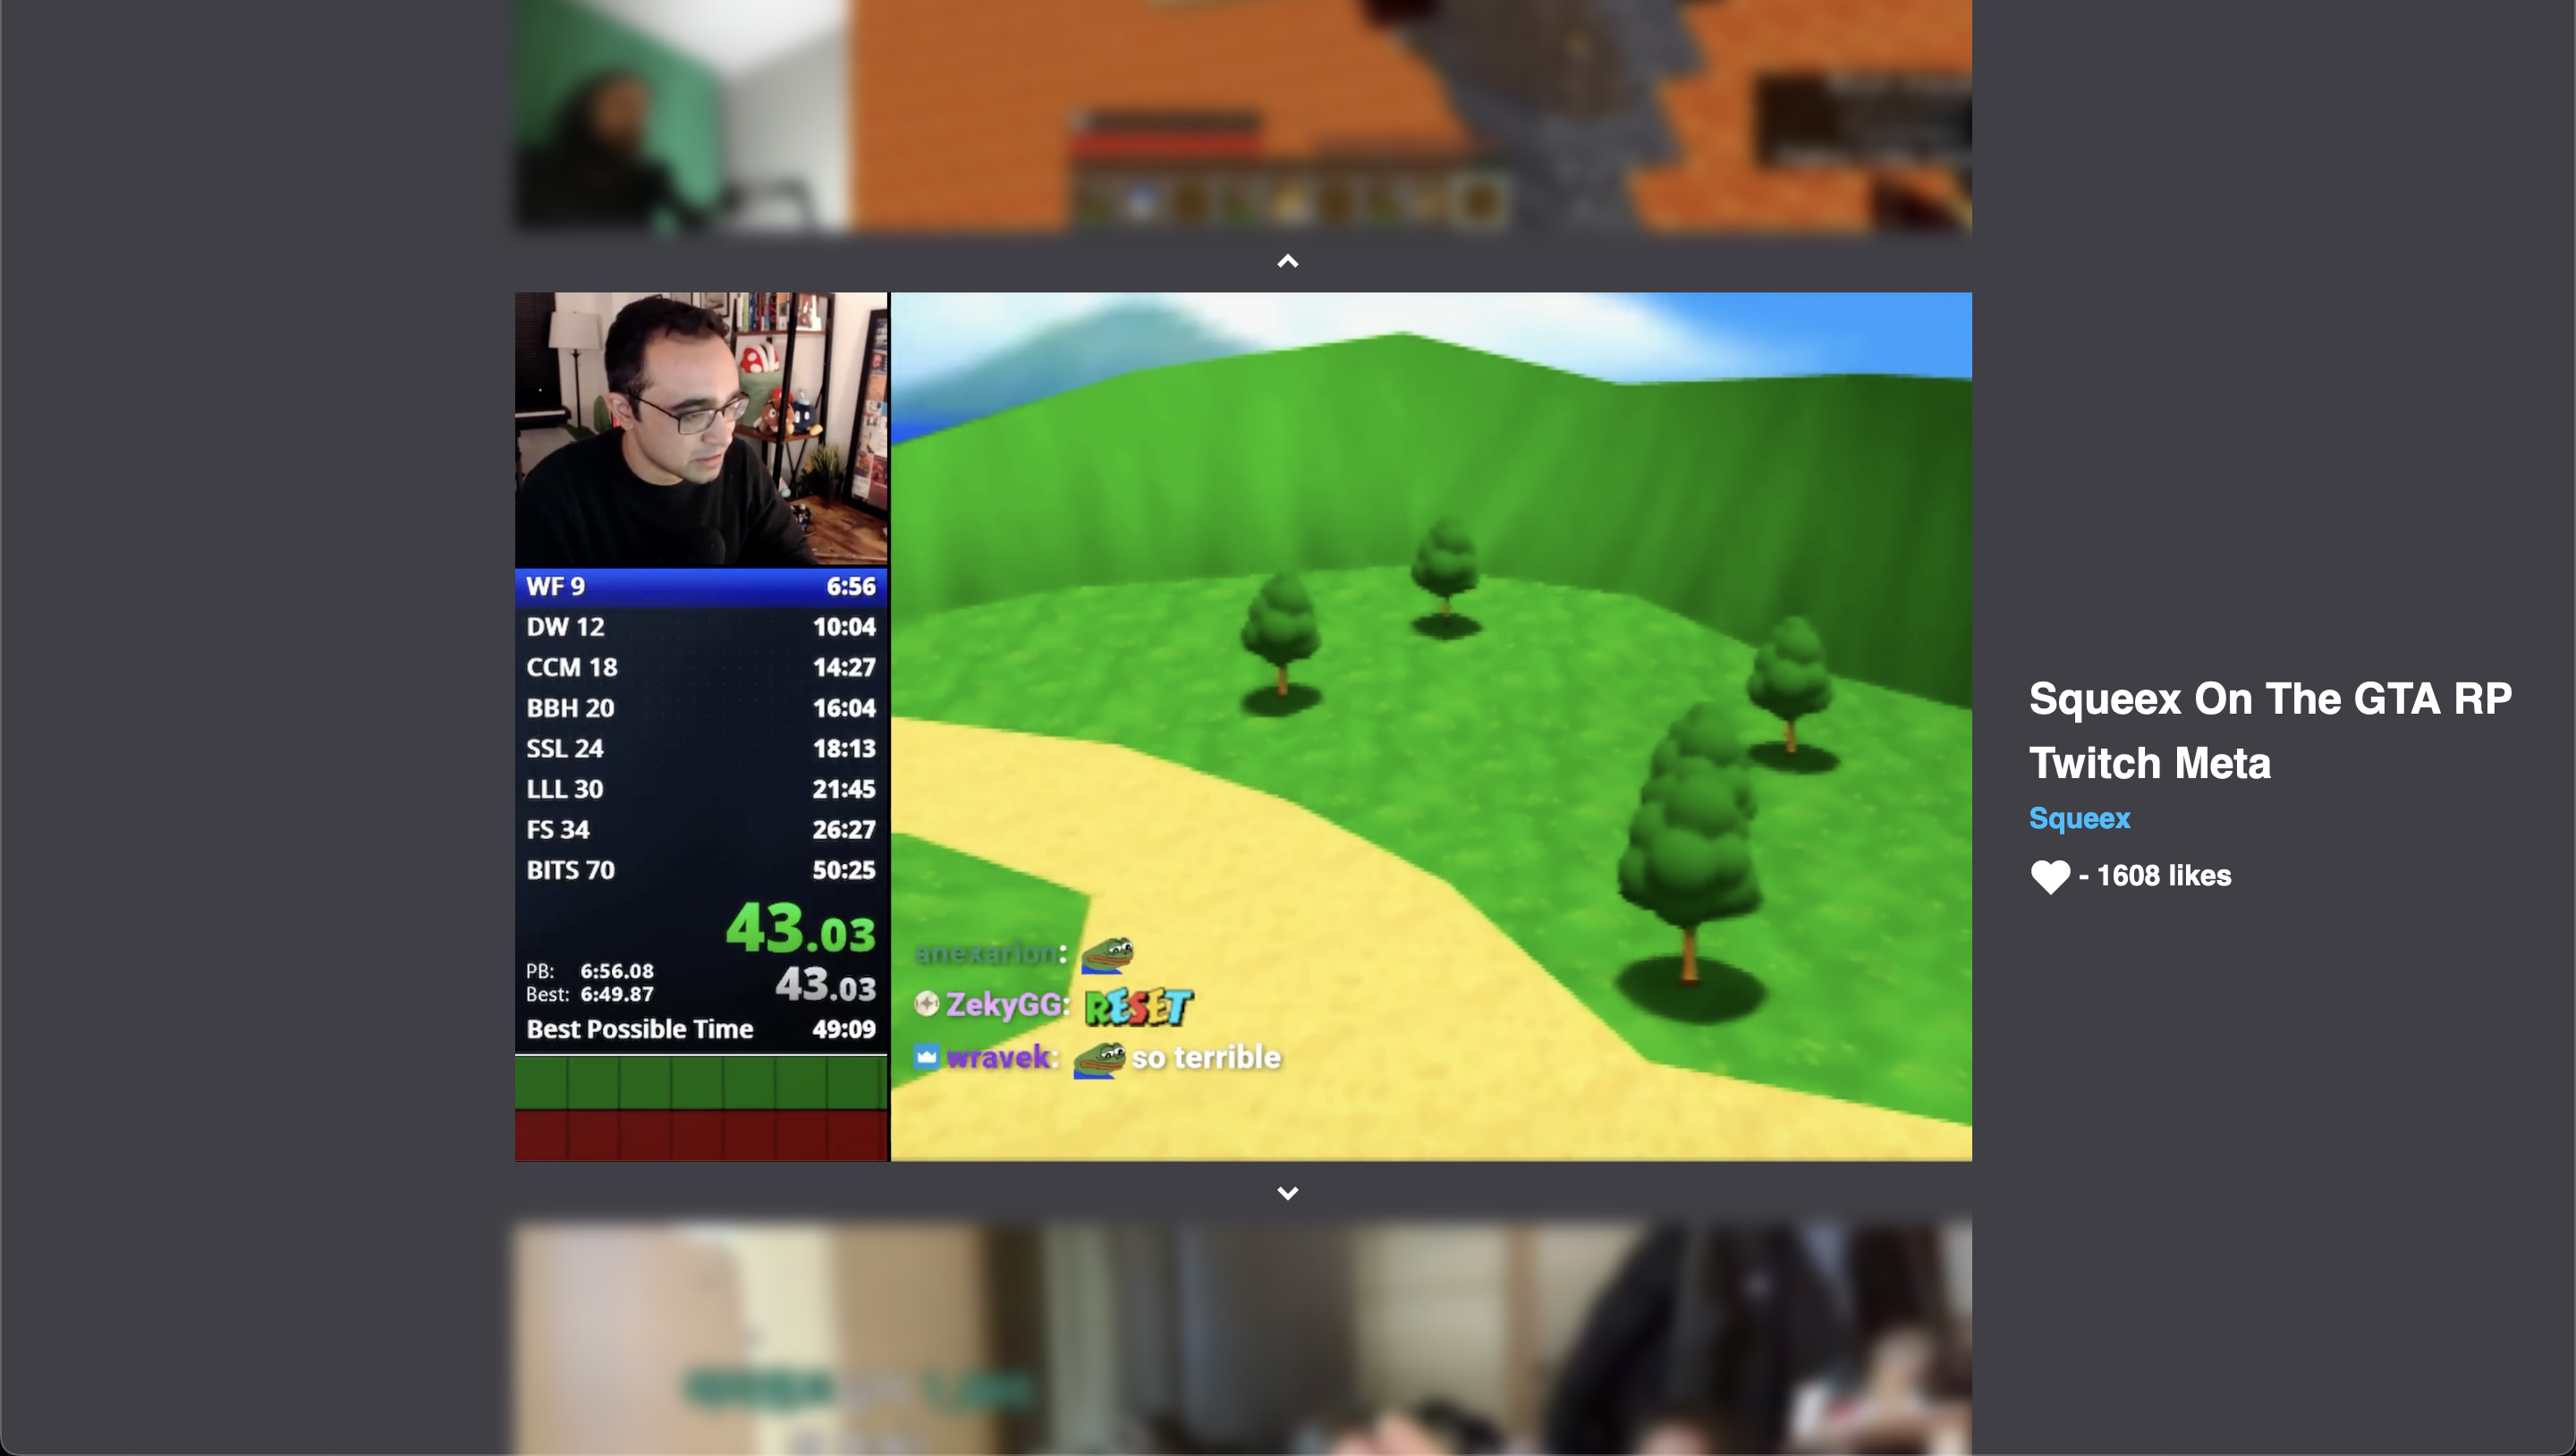 WF 9 6:56
DW 12 10:04
CCM 18 14:27
BBH 20 16:04
SSL 24 18:13
LLL 30 21:45
FS 34 26:27
BITS 70 50:25
43.03
PB: 6:56.08
Best: 6:49.87
43.03
Best Possible Time 49:09
anexarion:
ZekyGG: RESET
wravek: so terrible
Squeex On The GTA RP
Twitch Meta
Squeex
- 1608 likes